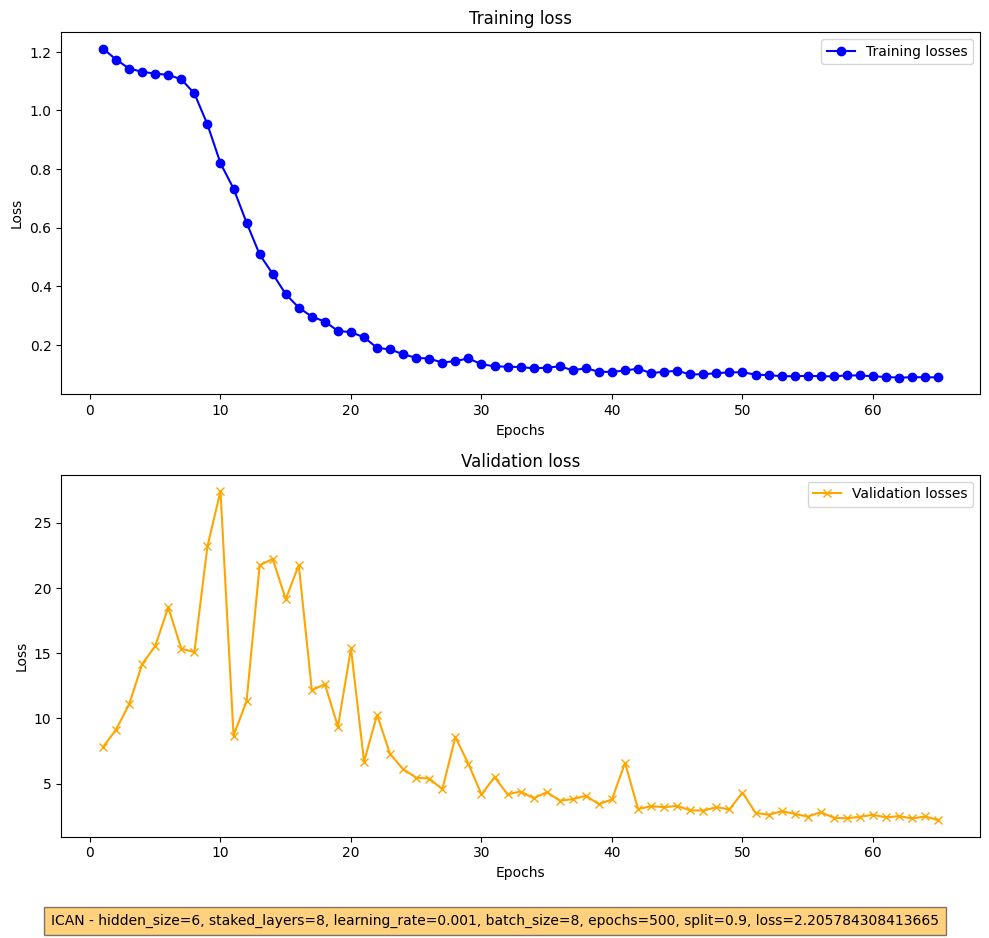 Training loss
Training losses
1.2
1.0
0.8
0.6
0.4
0.2
Loss
0 10 20 30 40 50 60
Epochs
Validation loss
Validation losses
25
20
15
10
5
Loss
0 10 20 30 40 50 60
Epochs
ICAN - hidden_size=6, staked_layers=8, learning_rate=0.001, batch_size=8, epochs=500, split=0.9, loss=2.205784308413665